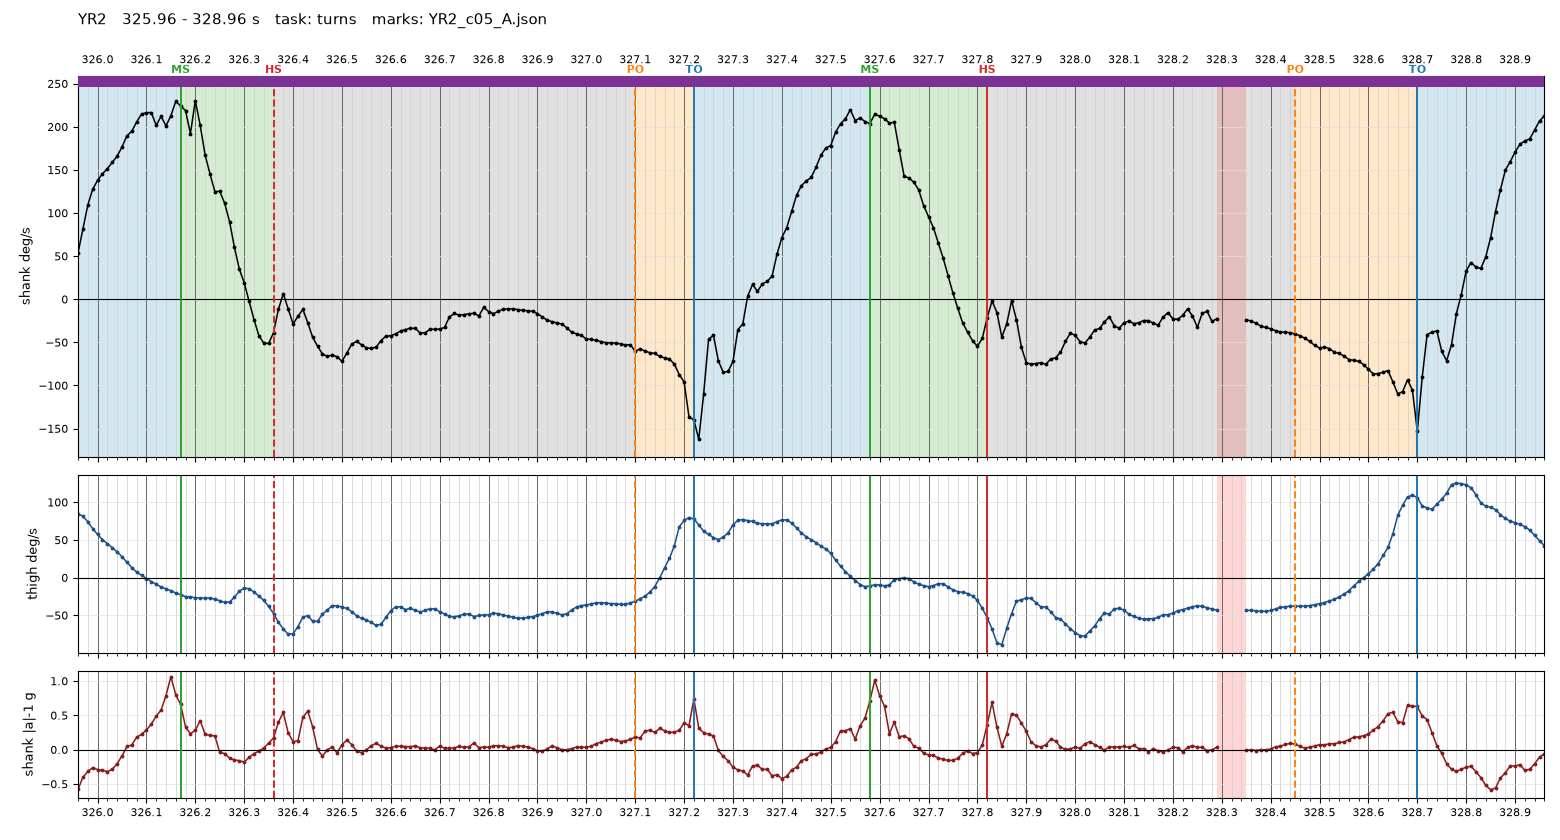 YR2   325.96 - 328.96 s   task: turns   marks: YR2_c05_A.json
326.0 326.1 326.2 326.3 326.4 326.5 326.6 326.7 326.8 326.9 327.0 327.1 327.2 327.3 327.4 327.5 327.6 327.7 327.8 327.9 328.0 328.1 328.2 328.3 328.4 328.5 328.6 328.7 328.8 328.9
MS HS PO TO MS HS PO TO
shank deg/s
250
200
150
100
50
0
−50
−100
−150
thigh deg/s
100
50
0
−50
shank |a|-1 g
1.0
0.5
0.0
−0.5
326.0 326.1 326.2 326.3 326.4 326.5 326.6 326.7 326.8 326.9 327.0 327.1 327.2 327.3 327.4 327.5 327.6 327.7 327.8 327.9 328.0 328.1 328.2 328.3 328.4 328.5 328.6 328.7 328.8 328.9